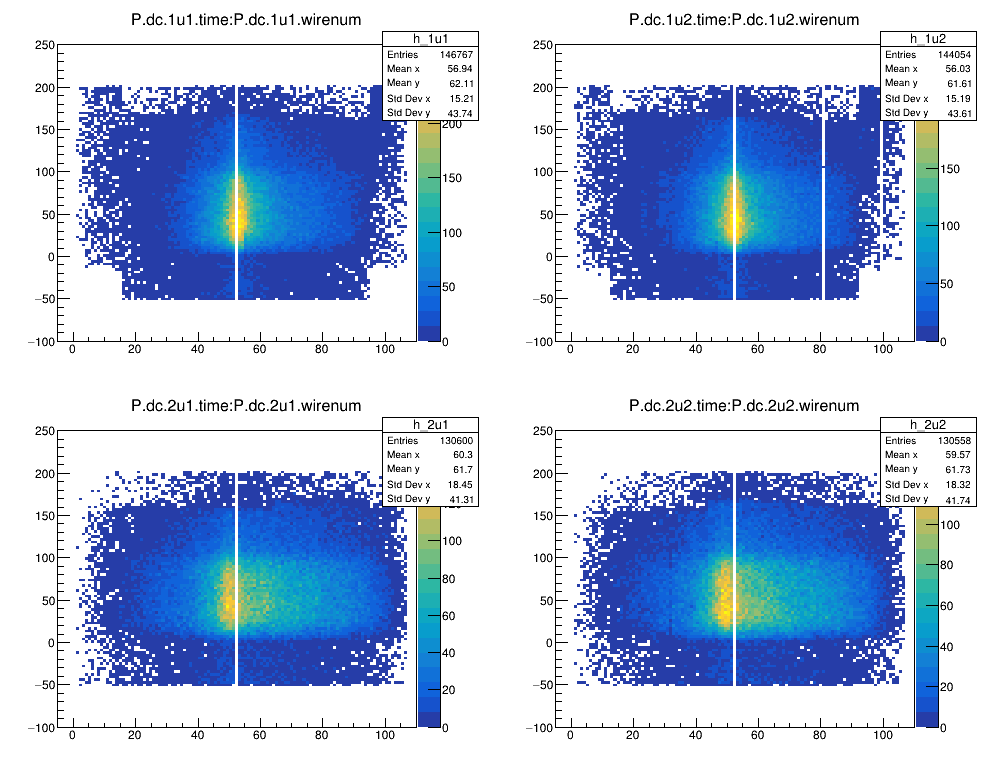 P.dc.1u1.time:P.dc.1u1.wirenum
h_1u1
Entries 146767
Mean x 56.94
Mean y 62.11
Std Dev x 15.21
Std Dev y 43.74
250
200
150
100
50
0
−50
−100
0 20 40 60 80 100
200
150
100
50
0
P.dc.1u2.time:P.dc.1u2.wirenum
h_1u2
Entries 144054
Mean x 56.03
Mean y 61.61
Std Dev x 15.19
Std Dev y 43.61
250
200
150
100
50
0
−50
−100
0 20 40 60 80 100
150
100
50
0
P.dc.2u1.time:P.dc.2u1.wirenum
h_2u1
Entries 130600
Mean x 60.3
Mean y 61.7
Std Dev x 18.45
Std Dev y 41.31
250
200
150
100
50
0
−50
−100
0 20 40 60 80 100
120
100
80
60
40
20
0
P.dc.2u2.time:P.dc.2u2.wirenum
h_2u2
Entries 130558
Mean x 59.57
Mean y 61.73
Std Dev x 18.32
Std Dev y 41.74
250
200
150
100
50
0
−50
−100
0 20 40 60 80 100
100
80
60
40
20
0